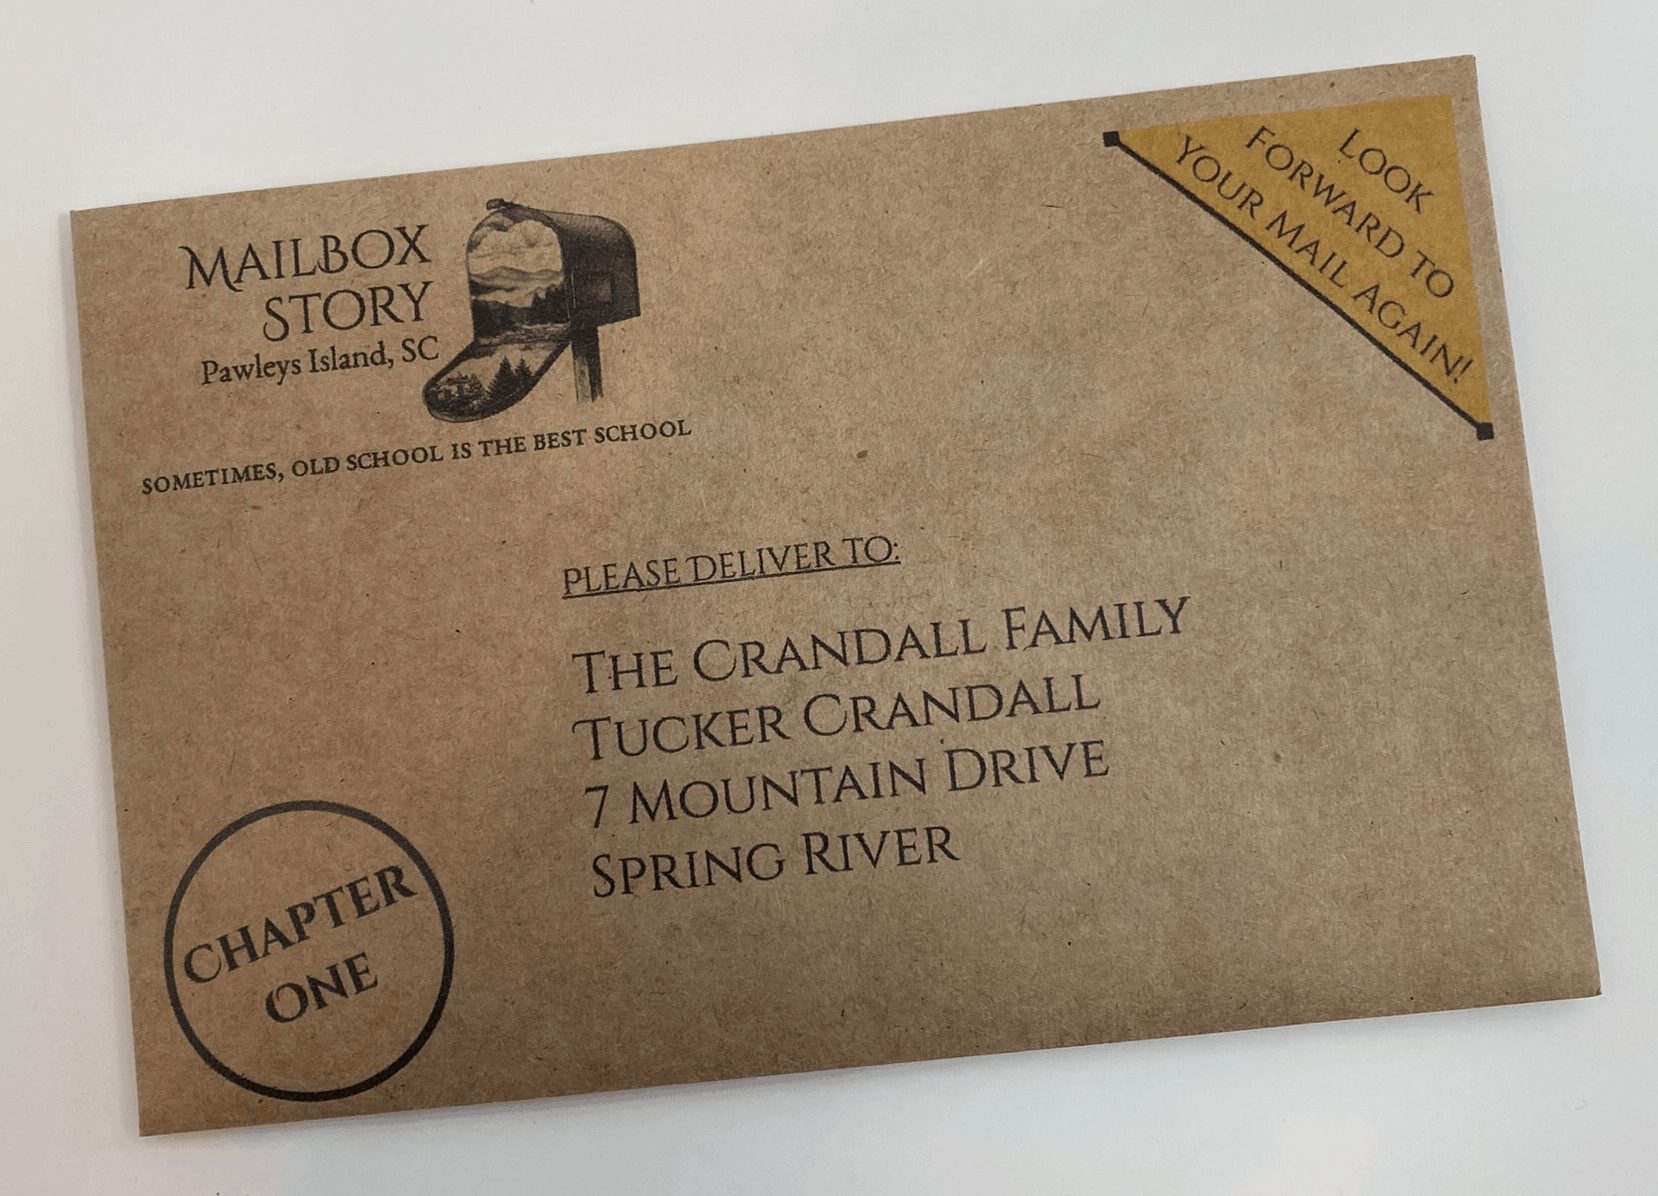 MAILBOX
STORY
Pawleys Island, SC
SOMETIMES, OLD SCHOOL IS THE BEST SCHOOL
LOOK
FORWARD TO
YOUR MAIL AGAIN!
PLEASE DELIVER TO:
THE CRANDALL FAMILY
TUCKER CRANDALL
7 MOUNTAIN DRIVE
SPRING RIVER
CHAPTER
ONE